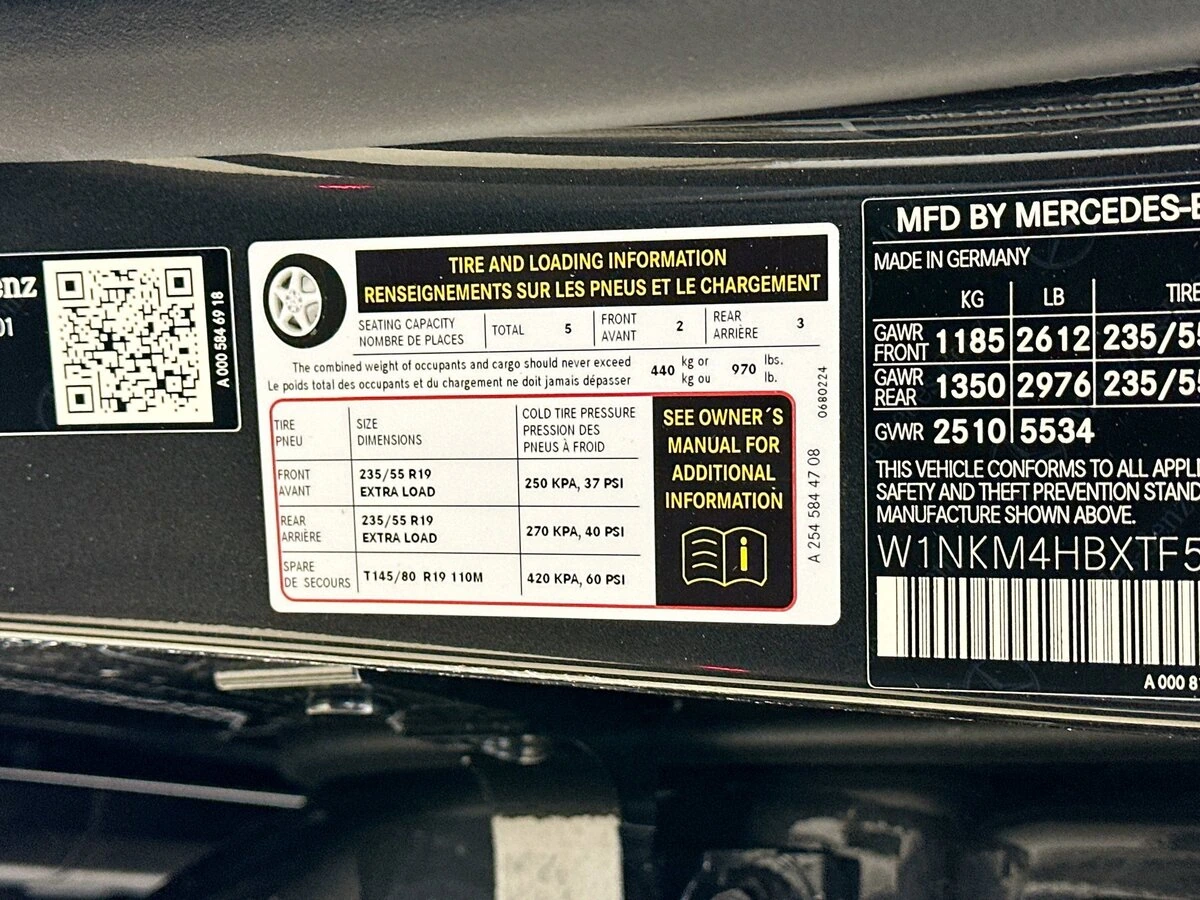 A 000 584 69 18
TIRE AND LOADING INFORMATION
RENSEIGNEMENTS SUR LES PNEUS ET LE CHARGEMENT
SEATING CAPACITY
NOMBRE DE PLACES
TOTAL 5
FRONT
AVANT
2
REAR
ARRIÈRE
3
The combined weight of occupants and cargo should never exceed
Le poids total des occupants et du chargement ne doit jamais dépasser
440 kg or
kg ou
970 lbs.
lb.
TIRE
PNEU
SIZE
DIMENSIONS
COLD TIRE PRESSURE
PRESSION DES
PNEUS À FROID
FRONT
AVANT
235/55 R19
EXTRA LOAD
250 KPA, 37 PSI
REAR
ARRIÈRE
235/55 R19
EXTRA LOAD
270 KPA, 40 PSI
SPARE
DE SECOURS
T145/80 R19 110M
420 KPA, 60 PSI
SEE OWNER´S
MANUAL FOR
ADDITIONAL
INFORMATION
A 254 584 47 08
0680224
MFD BY MERCEDES-
MADE IN GERMANY
KG LB TIRE
GAWR
FRONT
1185 2612 235/55
GAWR
REAR
1350 2976 235/55
GVWR 2510 5534
THIS VEHICLE CONFORMS TO ALL APPLI
SAFETY AND THEFT PREVENTION STAND
MANUFACTURE SHOWN ABOVE.
W1NKM4HBXTF5
A 000 81